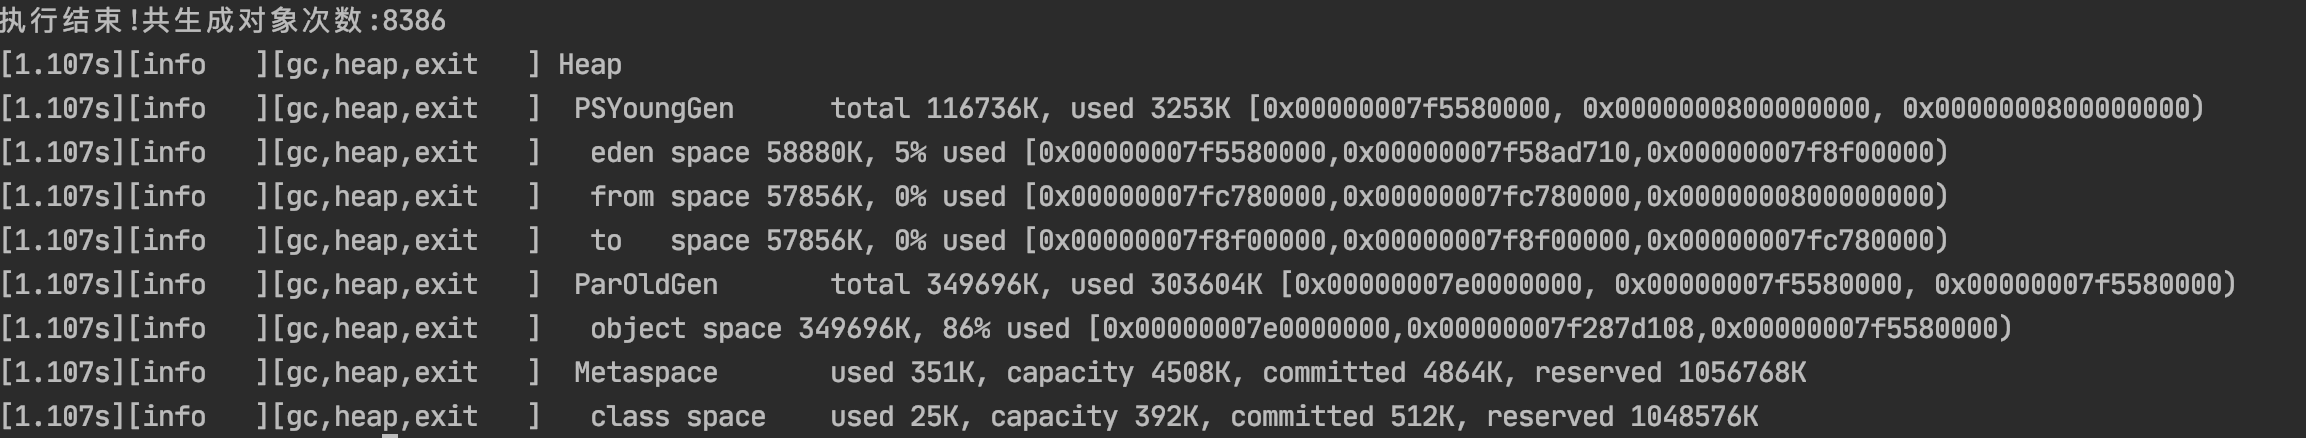 执行结束!共生成对象次数:8386
[1.107s][info   ][gc,heap,exit   ] Heap
[1.107s][info   ][gc,heap,exit   ]  PSYoungGen      total 116736K, used 3253K [0x00000007f5580000, 0x0000000800000000, 0x0000000800000000)
[1.107s][info   ][gc,heap,exit   ]   eden space 58880K, 5% used [0x00000007f5580000,0x00000007f58ad710,0x00000007f8f00000)
[1.107s][info   ][gc,heap,exit   ]   from space 57856K, 0% used [0x00000007fc780000,0x00000007fc780000,0x0000000800000000)
[1.107s][info   ][gc,heap,exit   ]   to   space 57856K, 0% used [0x00000007f8f00000,0x00000007f8f00000,0x00000007fc780000)
[1.107s][info   ][gc,heap,exit   ]  ParOldGen       total 349696K, used 303604K [0x00000007e0000000, 0x00000007f5580000, 0x00000007f5580000)
[1.107s][info   ][gc,heap,exit   ]   object space 349696K, 86% used [0x00000007e0000000,0x00000007f287d108,0x00000007f5580000)
[1.107s][info   ][gc,heap,exit   ]  Metaspace       used 351K, capacity 4508K, committed 4864K, reserved 1056768K
[1.107s][info   ][gc,heap,exit   ]   class space    used 25K, capacity 392K, committed 512K, reserved 1048576K